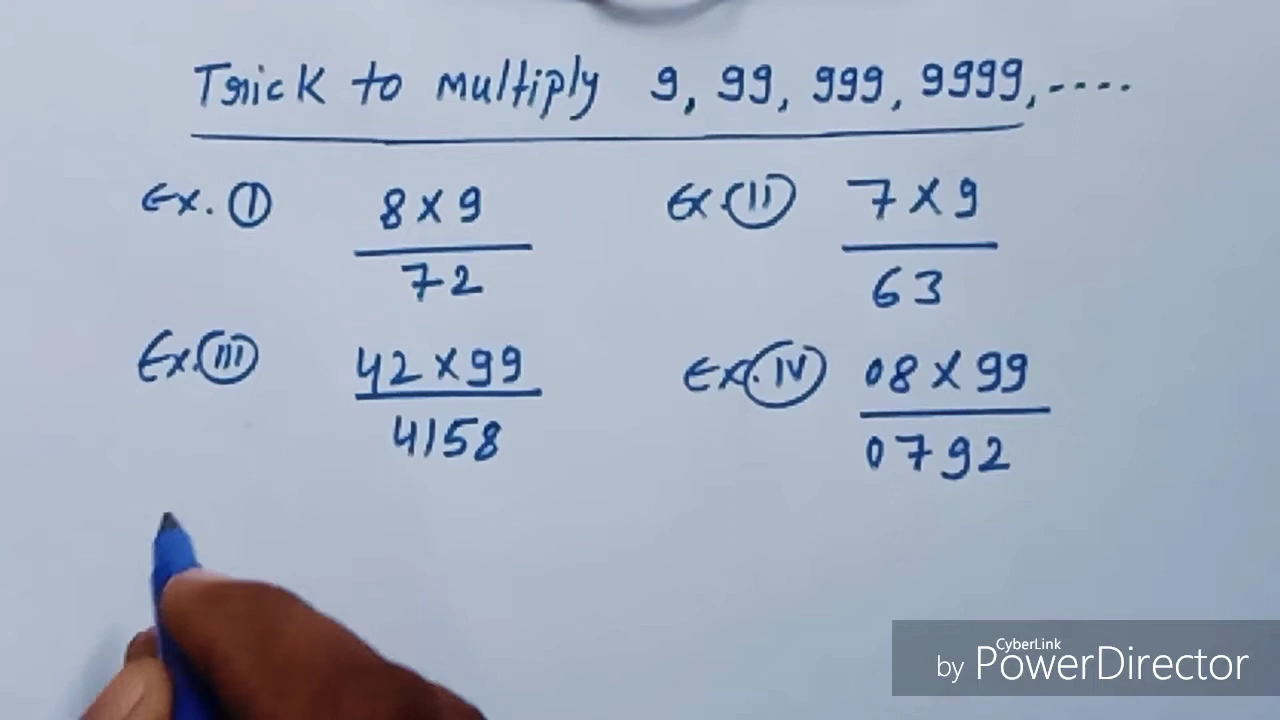 Trick to multiply 9, 99, 999, 9999, ....
Ex. I 8 x 9
72
Ex. II 7 x 9
63
Ex. III 42 x 99
4158
Ex. IV 08 x 99
0792
CyberLink
by PowerDirector